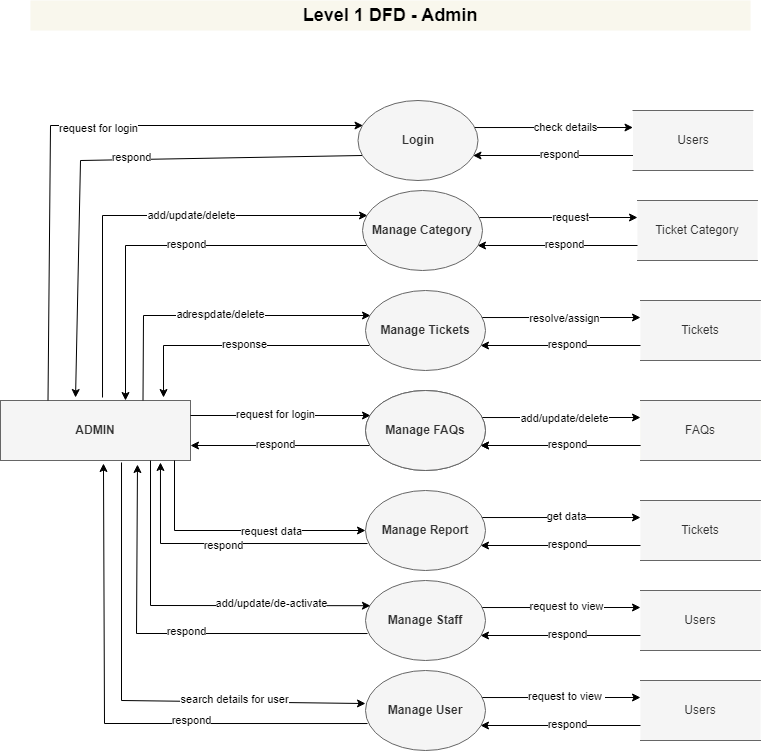 Level 1 DFD - Admin
request for login
Login
check details
Users
respond
respond
add/update/delete
Manage Category
request
Ticket Category
respond
respond
adrespdate/delete
Manage Tickets
resolve/assign
Tickets
response
respond
ADMIN
request for login
Manage FAQs
add/update/delete
FAQs
respond
respond
request data
Manage Report
get data
Tickets
respond
respond
add/update/de-activate
Manage Staff
request to view
Users
respond
respond
search details for user
Manage User
request to view
Users
respond
respond